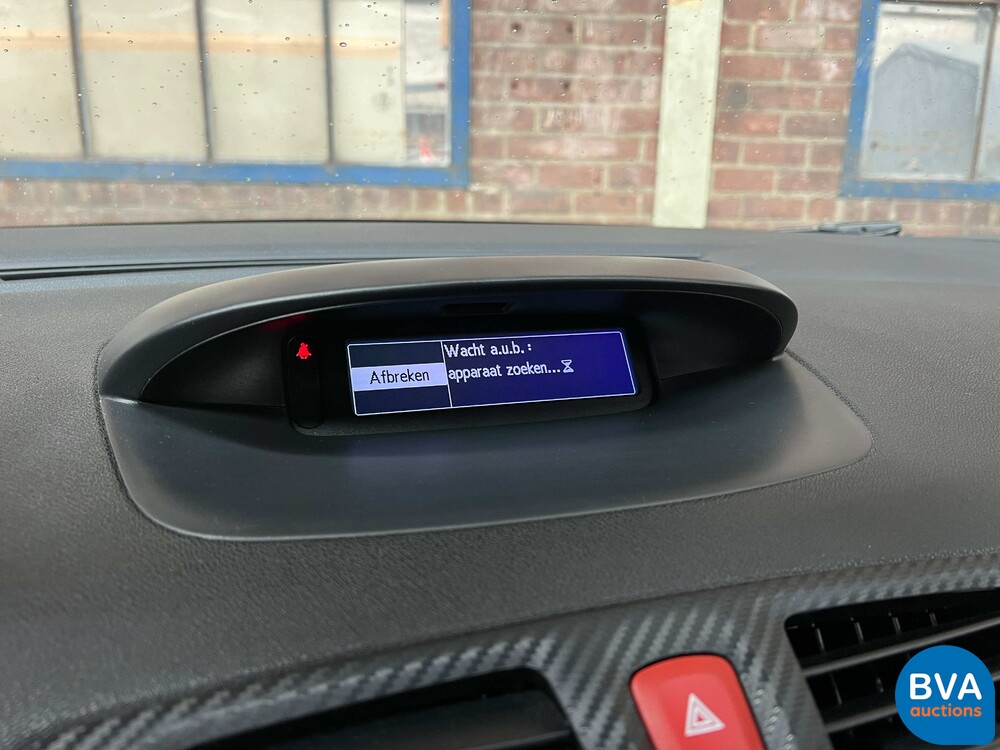 Wacht a.u.b. :
Afbreken
apparaat zoeken...
BVA
auctions